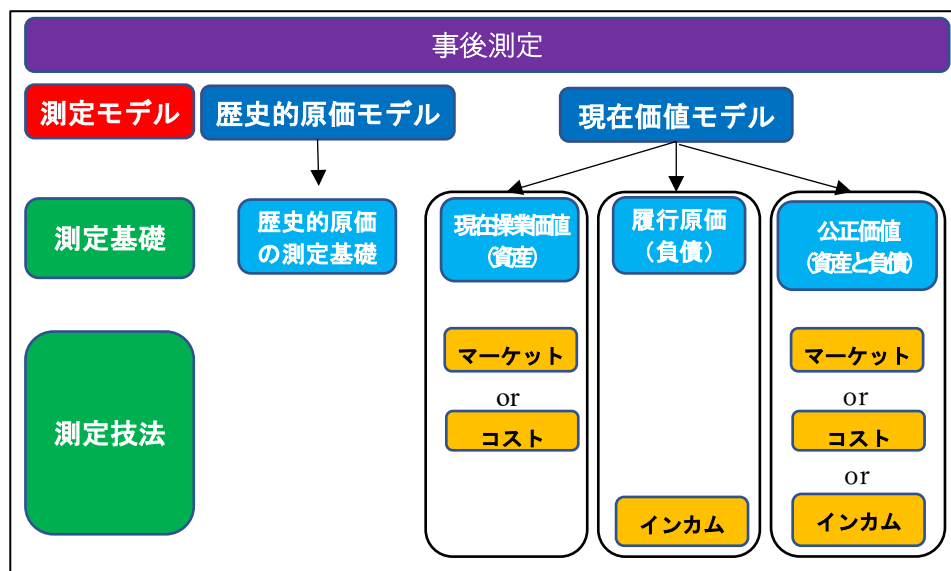 事後測定
測定モデル
歴史的原価モデル
現在価値モデル
測定基礎
歴史的原価
の測定基礎
現在操業価値
(資産)
履行原価
(負債)
公正価値
(資産と負債)
測定技法
マーケット
or
コスト
インカム
マーケット
or
コスト
or
インカム